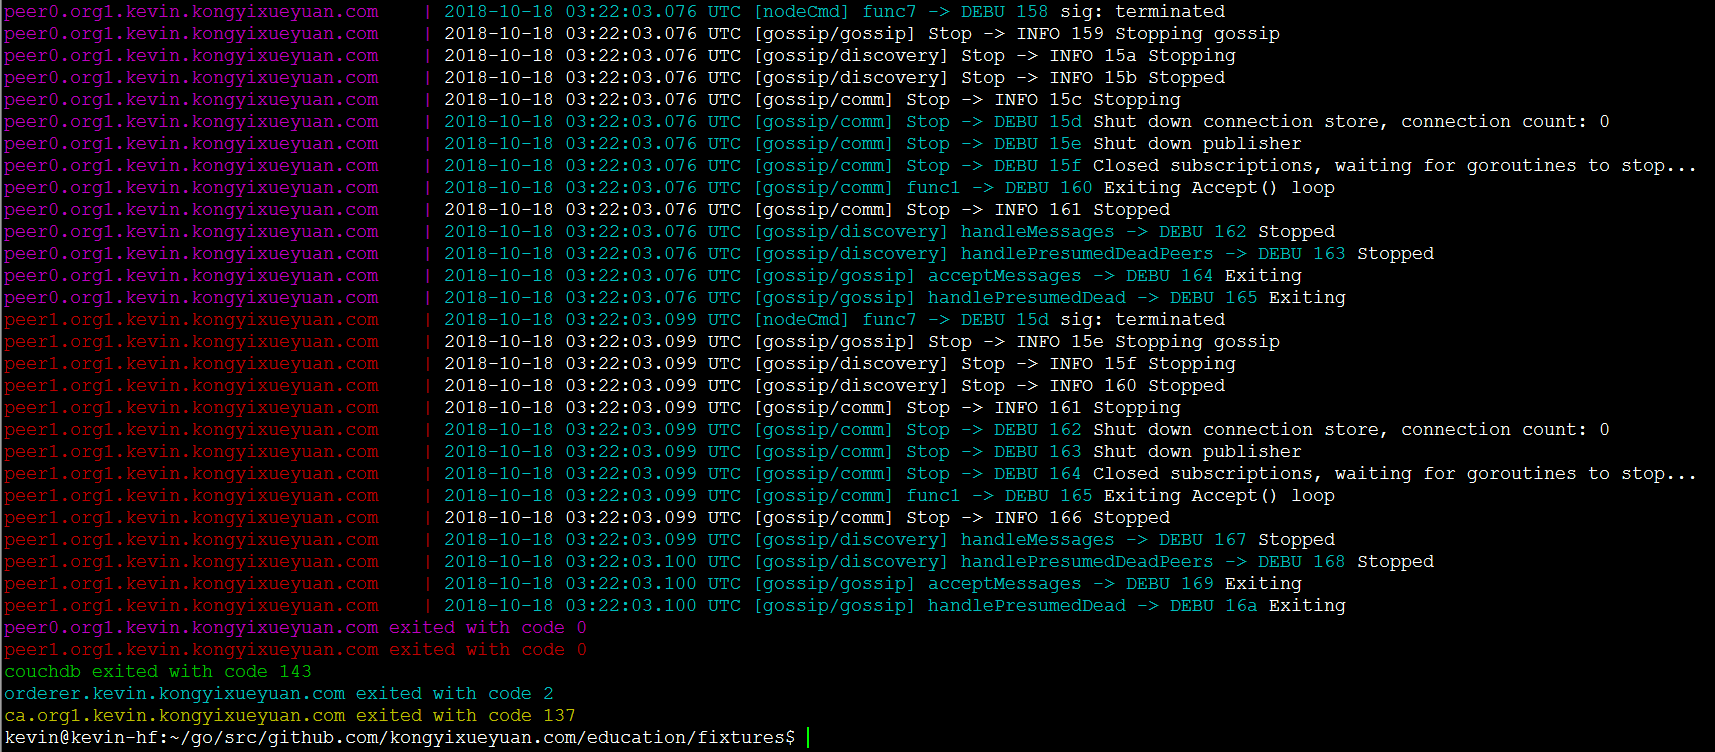 peer0.org1.kevin.kongyixueyuan.com    | 2018-10-18 03:22:03.076 UTC [nodeCmd] func7 -> DEBU 158 sig: terminated
peer0.org1.kevin.kongyixueyuan.com    | 2018-10-18 03:22:03.076 UTC [gossip/gossip] Stop -> INFO 159 Stopping gossip
peer0.org1.kevin.kongyixueyuan.com    | 2018-10-18 03:22:03.076 UTC [gossip/discovery] Stop -> INFO 15a Stopping
peer0.org1.kevin.kongyixueyuan.com    | 2018-10-18 03:22:03.076 UTC [gossip/discovery] Stop -> INFO 15b Stopped
peer0.org1.kevin.kongyixueyuan.com    | 2018-10-18 03:22:03.076 UTC [gossip/comm] Stop -> INFO 15c Stopping
peer0.org1.kevin.kongyixueyuan.com    | 2018-10-18 03:22:03.076 UTC [gossip/comm] Stop -> DEBU 15d Shut down connection store, connection count: 0
peer0.org1.kevin.kongyixueyuan.com    | 2018-10-18 03:22:03.076 UTC [gossip/comm] Stop -> DEBU 15e Shut down publisher
peer0.org1.kevin.kongyixueyuan.com    | 2018-10-18 03:22:03.076 UTC [gossip/comm] Stop -> DEBU 15f Closed subscriptions, waiting for goroutines to stop...
peer0.org1.kevin.kongyixueyuan.com    | 2018-10-18 03:22:03.076 UTC [gossip/comm] func1 -> DEBU 160 Exiting Accept() loop
peer0.org1.kevin.kongyixueyuan.com    | 2018-10-18 03:22:03.076 UTC [gossip/comm] Stop -> INFO 161 Stopped
peer0.org1.kevin.kongyixueyuan.com    | 2018-10-18 03:22:03.076 UTC [gossip/discovery] handleMessages -> DEBU 162 Stopped
peer0.org1.kevin.kongyixueyuan.com    | 2018-10-18 03:22:03.076 UTC [gossip/discovery] handlePresumedDeadPeers -> DEBU 163 Stopped
peer0.org1.kevin.kongyixueyuan.com    | 2018-10-18 03:22:03.076 UTC [gossip/gossip] acceptMessages -> DEBU 164 Exiting
peer0.org1.kevin.kongyixueyuan.com    | 2018-10-18 03:22:03.076 UTC [gossip/gossip] handlePresumedDead -> DEBU 165 Exiting
peer1.org1.kevin.kongyixueyuan.com    | 2018-10-18 03:22:03.099 UTC [nodeCmd] func7 -> DEBU 15d sig: terminated
peer1.org1.kevin.kongyixueyuan.com    | 2018-10-18 03:22:03.099 UTC [gossip/gossip] Stop -> INFO 15e Stopping gossip
peer1.org1.kevin.kongyixueyuan.com    | 2018-10-18 03:22:03.099 UTC [gossip/discovery] Stop -> INFO 15f Stopping
peer1.org1.kevin.kongyixueyuan.com    | 2018-10-18 03:22:03.099 UTC [gossip/discovery] Stop -> INFO 160 Stopped
peer1.org1.kevin.kongyixueyuan.com    | 2018-10-18 03:22:03.099 UTC [gossip/comm] Stop -> INFO 161 Stopping
peer1.org1.kevin.kongyixueyuan.com    | 2018-10-18 03:22:03.099 UTC [gossip/comm] Stop -> DEBU 162 Shut down connection store, connection count: 0
peer1.org1.kevin.kongyixueyuan.com    | 2018-10-18 03:22:03.099 UTC [gossip/comm] Stop -> DEBU 163 Shut down publisher
peer1.org1.kevin.kongyixueyuan.com    | 2018-10-18 03:22:03.099 UTC [gossip/comm] Stop -> DEBU 164 Closed subscriptions, waiting for goroutines to stop...
peer1.org1.kevin.kongyixueyuan.com    | 2018-10-18 03:22:03.099 UTC [gossip/comm] func1 -> DEBU 165 Exiting Accept() loop
peer1.org1.kevin.kongyixueyuan.com    | 2018-10-18 03:22:03.099 UTC [gossip/comm] Stop -> INFO 166 Stopped
peer1.org1.kevin.kongyixueyuan.com    | 2018-10-18 03:22:03.099 UTC [gossip/discovery] handleMessages -> DEBU 167 Stopped
peer1.org1.kevin.kongyixueyuan.com    | 2018-10-18 03:22:03.100 UTC [gossip/discovery] handlePresumedDeadPeers -> DEBU 168 Stopped
peer1.org1.kevin.kongyixueyuan.com    | 2018-10-18 03:22:03.100 UTC [gossip/gossip] acceptMessages -> DEBU 169 Exiting
peer1.org1.kevin.kongyixueyuan.com    | 2018-10-18 03:22:03.100 UTC [gossip/gossip] handlePresumedDead -> DEBU 16a Exiting
peer0.org1.kevin.kongyixueyuan.com exited with code 0
peer1.org1.kevin.kongyixueyuan.com exited with code 0
couchdb exited with code 143
orderer.kevin.kongyixueyuan.com exited with code 2
ca.org1.kevin.kongyixueyuan.com exited with code 137
kevin@kevin-hf:~/go/src/github.com/kongyixueyuan.com/education/fixtures$